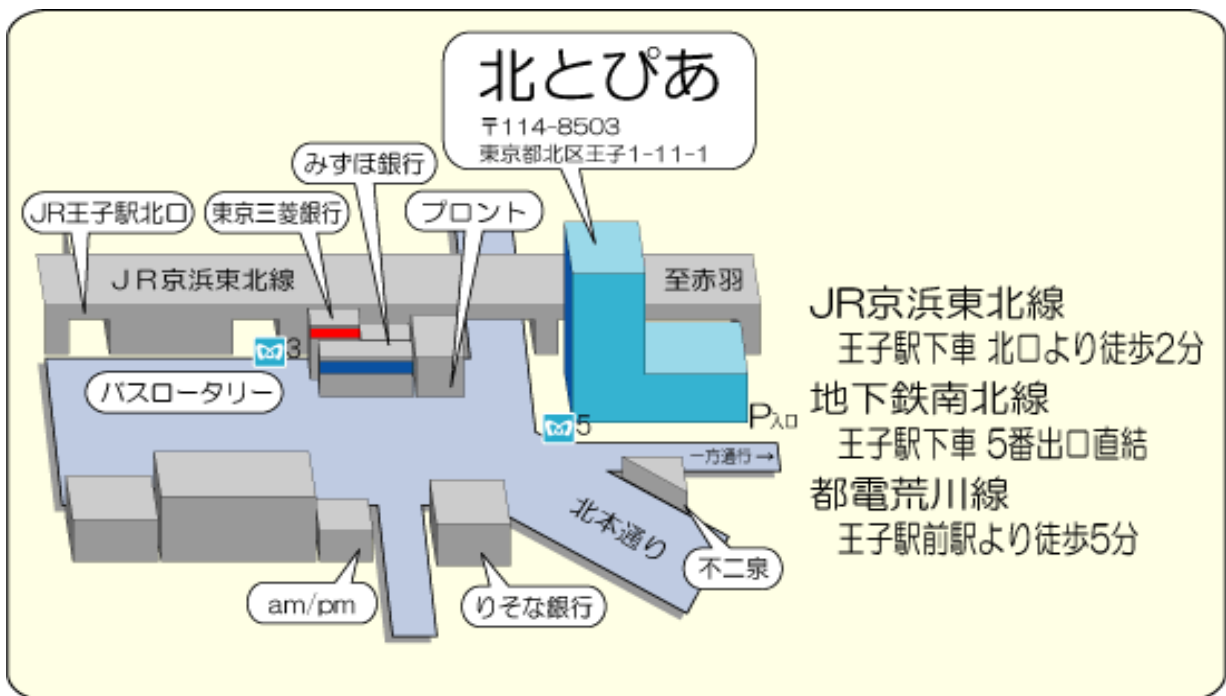 北とぴあ
〒114-8503
東京都北区王子1-11-1
みずほ銀行
JR王子駅北口
東京三菱銀行
プロント
JR京浜東北線
至赤羽
3
バスロータリー
5
P入口
一方通行→
北本通り
不二泉
am/pm
りそな銀行
JR京浜東北線
王子駅下車 北口より徒歩2分
地下鉄南北線
王子駅下車 5番出口直結
都電荒川線
王子駅前駅より徒歩5分